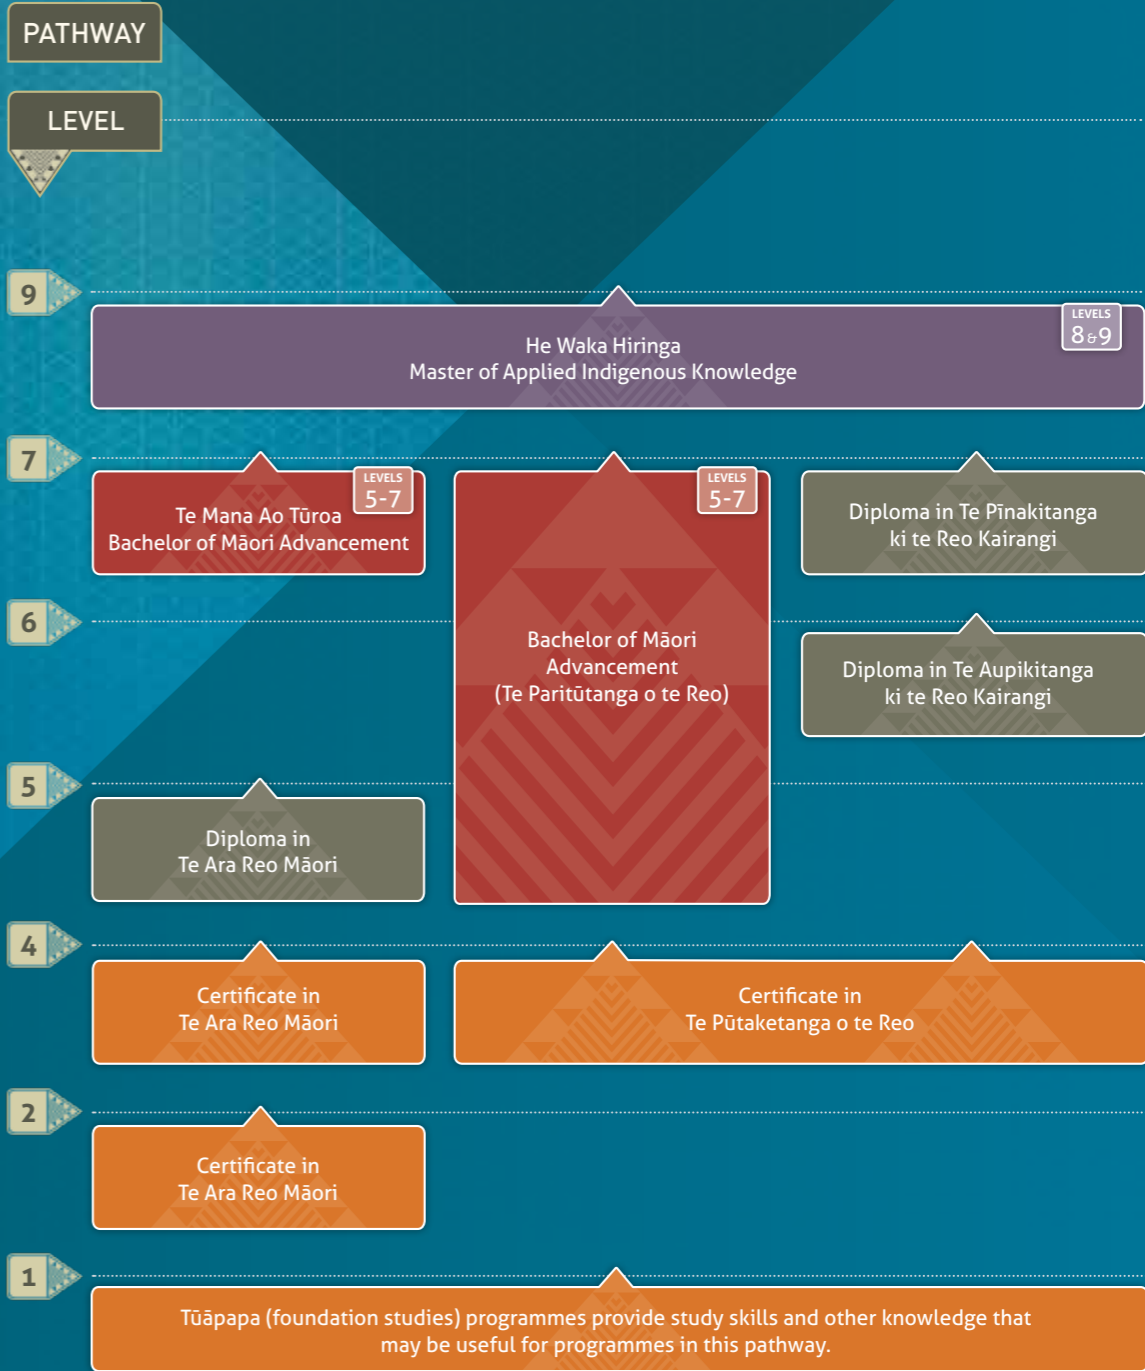 PATHWAY
LEVEL
9
LEVELS
8 & 9
He Waka Hiringa
Master of Applied Indigenous Knowledge
7
LEVELS
5-7
Te Mana Ao Tūroa
Bachelor of Māori Advancement
LEVELS
5-7
Bachelor of Māori
Advancement
(Te Paritūtanga o te Reo)
Diploma in Te Pīnakitanga
ki te Reo Kairangi
6
Diploma in Te Aupikitanga
ki te Reo Kairangi
5
Diploma in
Te Ara Reo Māori
4
Certificate in
Te Ara Reo Māori
Certificate in
Te Pūtaketanga o te Reo
2
Certificate in
Te Ara Reo Māori
1
Tūāpapa (foundation studies) programmes provide study skills and other knowledge that
may be useful for programmes in this pathway.